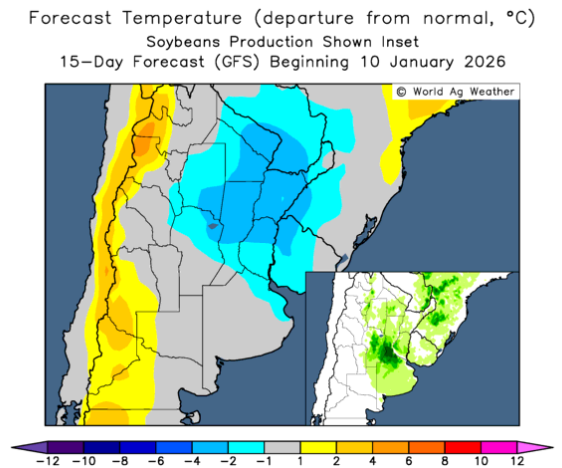 Forecast Temperature (departure from normal, °C)
Soybeans Production Shown Inset
15-Day Forecast (GFS) Beginning 10 January 2026
© World Ag Weather
-12 -10 -8 -6 -4 -2 -1 1 2 4 6 8 10 12